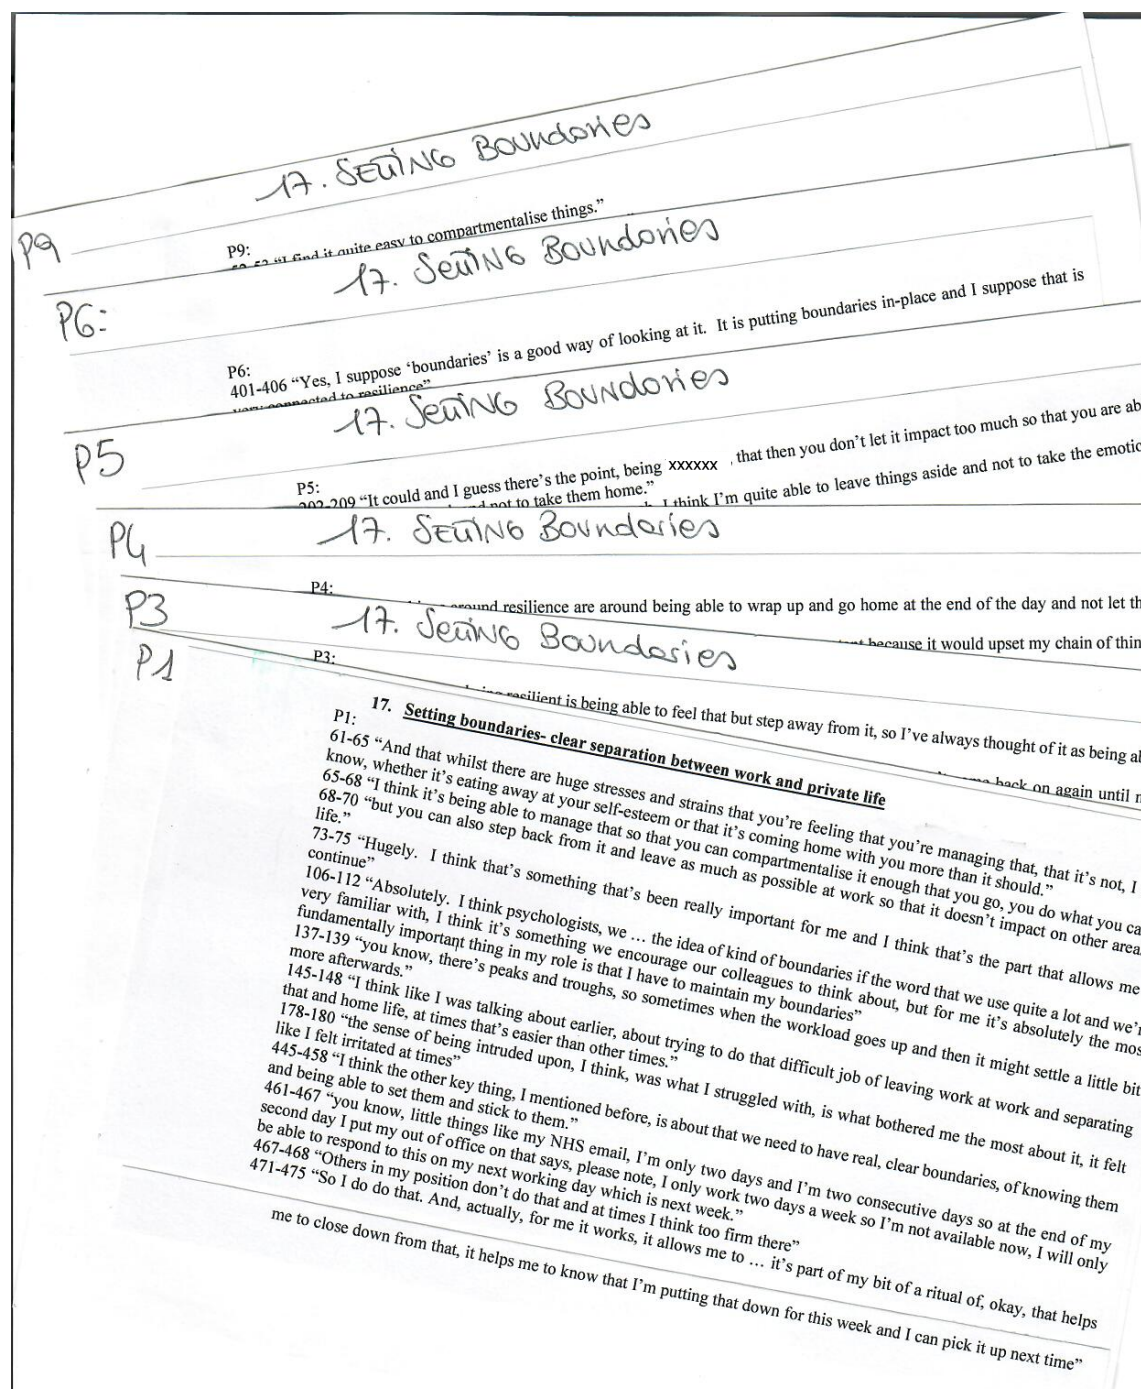 17. SETTING BOUNDARIES
P9
P9:
"I find it quite easy to compartmentalise things."
17. SETTING BOUNDARIES
P6:
P6:
401-406 “Yes, I suppose ‘boundaries’ is a good way of looking at it. It is putting boundaries in-place and I suppose that is
very connected to resilience”
17. SETTING BOUNDARIES
P5
P5:
202-209 “It could and I guess there’s the point, being xxxxxx , that then you don’t let it impact too much so that you are ab
and not to take them home.”
I think I’m quite able to leave things aside and not to take the emotio
17. SETTING BOUNDARIES
P4
P4:
around resilience are around being able to wrap up and go home at the end of the day and not let th
because it would upset my chain of thin
17. SETTING BOUNDARIES
P3
P3:
resilient is being able to feel that but step away from it, so I’ve always thought of it as being al
back on again until n
P1
17. Setting boundaries- clear separation between work and private life
P1:
61-65 “And that whilst there are huge stresses and strains that you’re feeling that you’re managing that, that it’s not, I
know, whether it’s eating away at your self-esteem or that it’s coming home with you more than it should.”
65-68 “I think it’s being able to manage that so that you can compartmentalise it enough that you go, you do what you ca
68-70 “but you can also step back from it and leave as much as possible at work so that it doesn’t impact on other area
life.”
73-75 “Hugely. I think that’s something that’s been really important for me and I think that’s the part that allows me
continue”
106-112 “Absolutely. I think psychologists, we … the idea of kind of boundaries if the word that we use quite a lot and we’r
very familiar with, I think it’s something we encourage our colleagues to think about, but for me it’s absolutely the mos
fundamentally important thing in my role is that I have to maintain my boundaries”
137-139 “you know, there’s peaks and troughs, so sometimes when the workload goes up and then it might settle a little bit
more afterwards.”
145-148 “I think like I was talking about earlier, about trying to do that difficult job of leaving work at work and separating
that and home life, at times that’s easier than other times.”
178-180 “the sense of being intruded upon, I think, was what I struggled with, is what bothered me the most about it, it felt
like I felt irritated at times”
445-458 “I think the other key thing, I mentioned before, is about that we need to have real, clear boundaries, of knowing them
and being able to set them and stick to them.”
461-467 “you know, little things like my NHS email, I’m only two days and I’m two consecutive days so at the end of my
second day I put my out of office on that says, please note, I only work two days a week so I’m not available now, I will only
be able to respond to this on my next working day which is next week.”
467-468 “Others in my position don’t do that and at times I think too firm there”
471-475 “So I do do that. And, actually, for me it works, it allows me to … it’s part of my bit of a ritual of, okay, that helps
me to close down from that, it helps me to know that I’m putting that down for this week and I can pick it up next time”